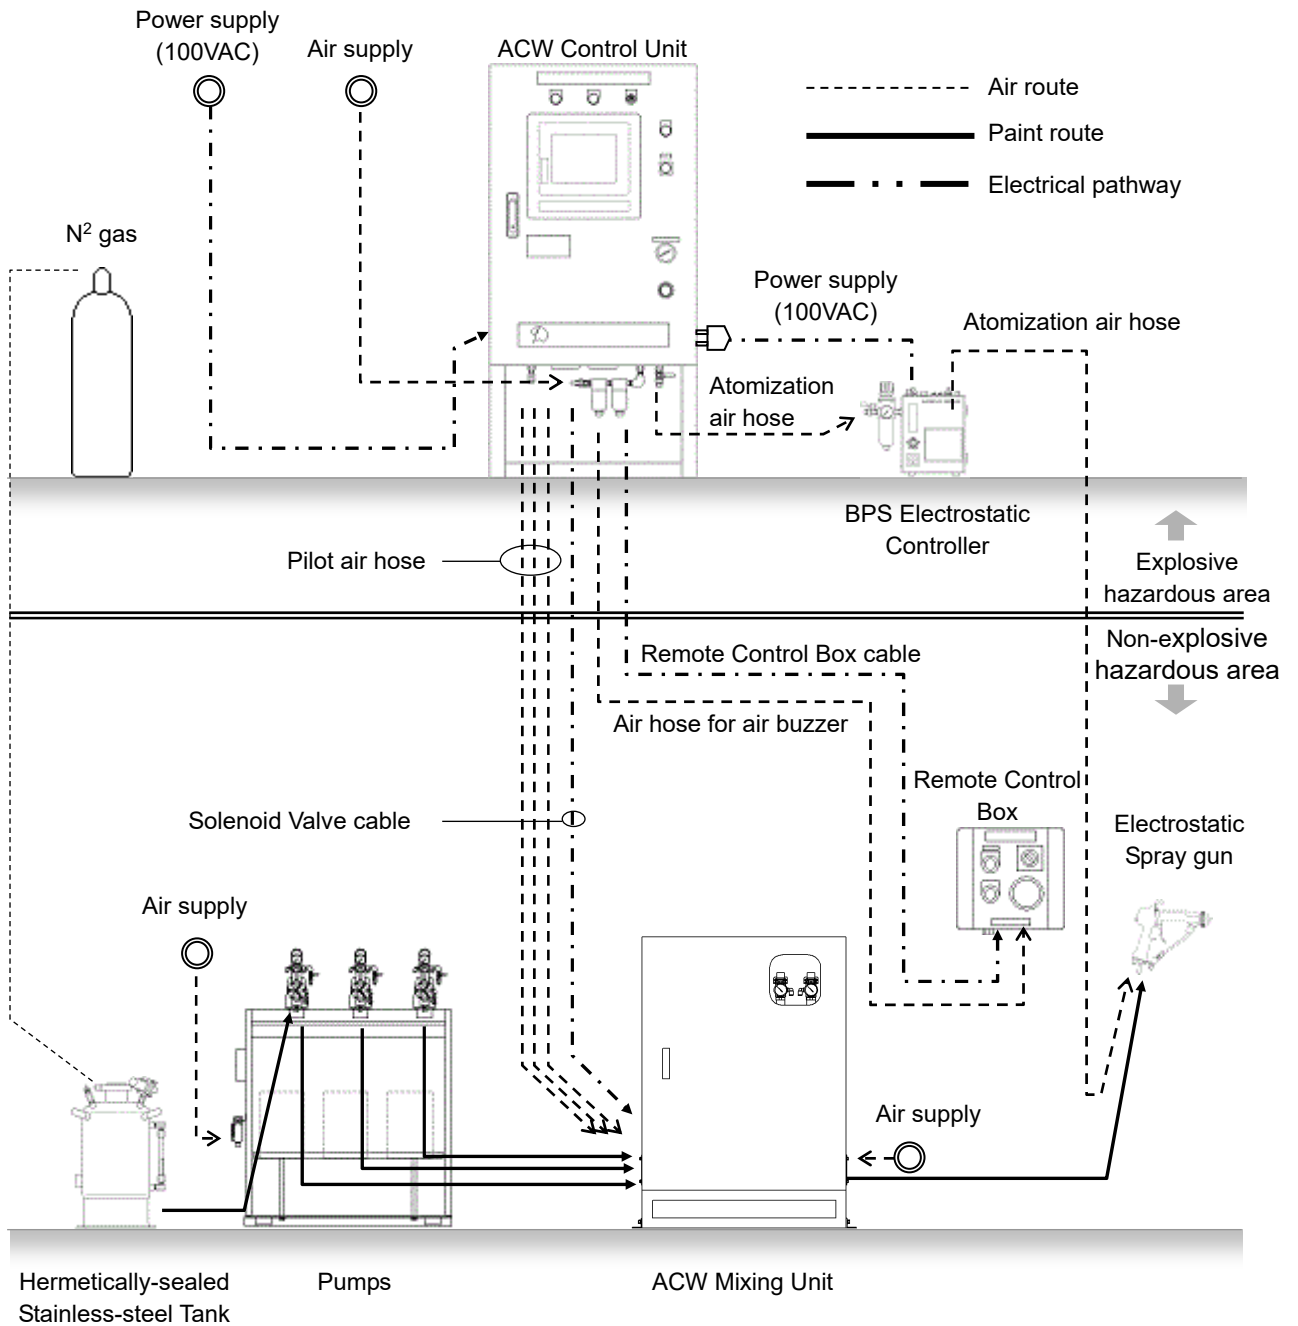 Power supply
(100VAC)
Air supply
ACW Control Unit
Air route
Paint route
Electrical pathway
N² gas
Power supply
(100VAC)
Atomization air hose
Atomization
air hose
BPS Electrostatic
Controller
Pilot air hose
Explosive
hazardous area
Non-explosive
hazardous area
Remote Control Box cable
Air hose for air buzzer
Remote Control
Box
Solenoid Valve cable
Electrostatic
Spray gun
Air supply
Air supply
Hermetically-sealed
Stainless-steel Tank
Pumps
ACW Mixing Unit